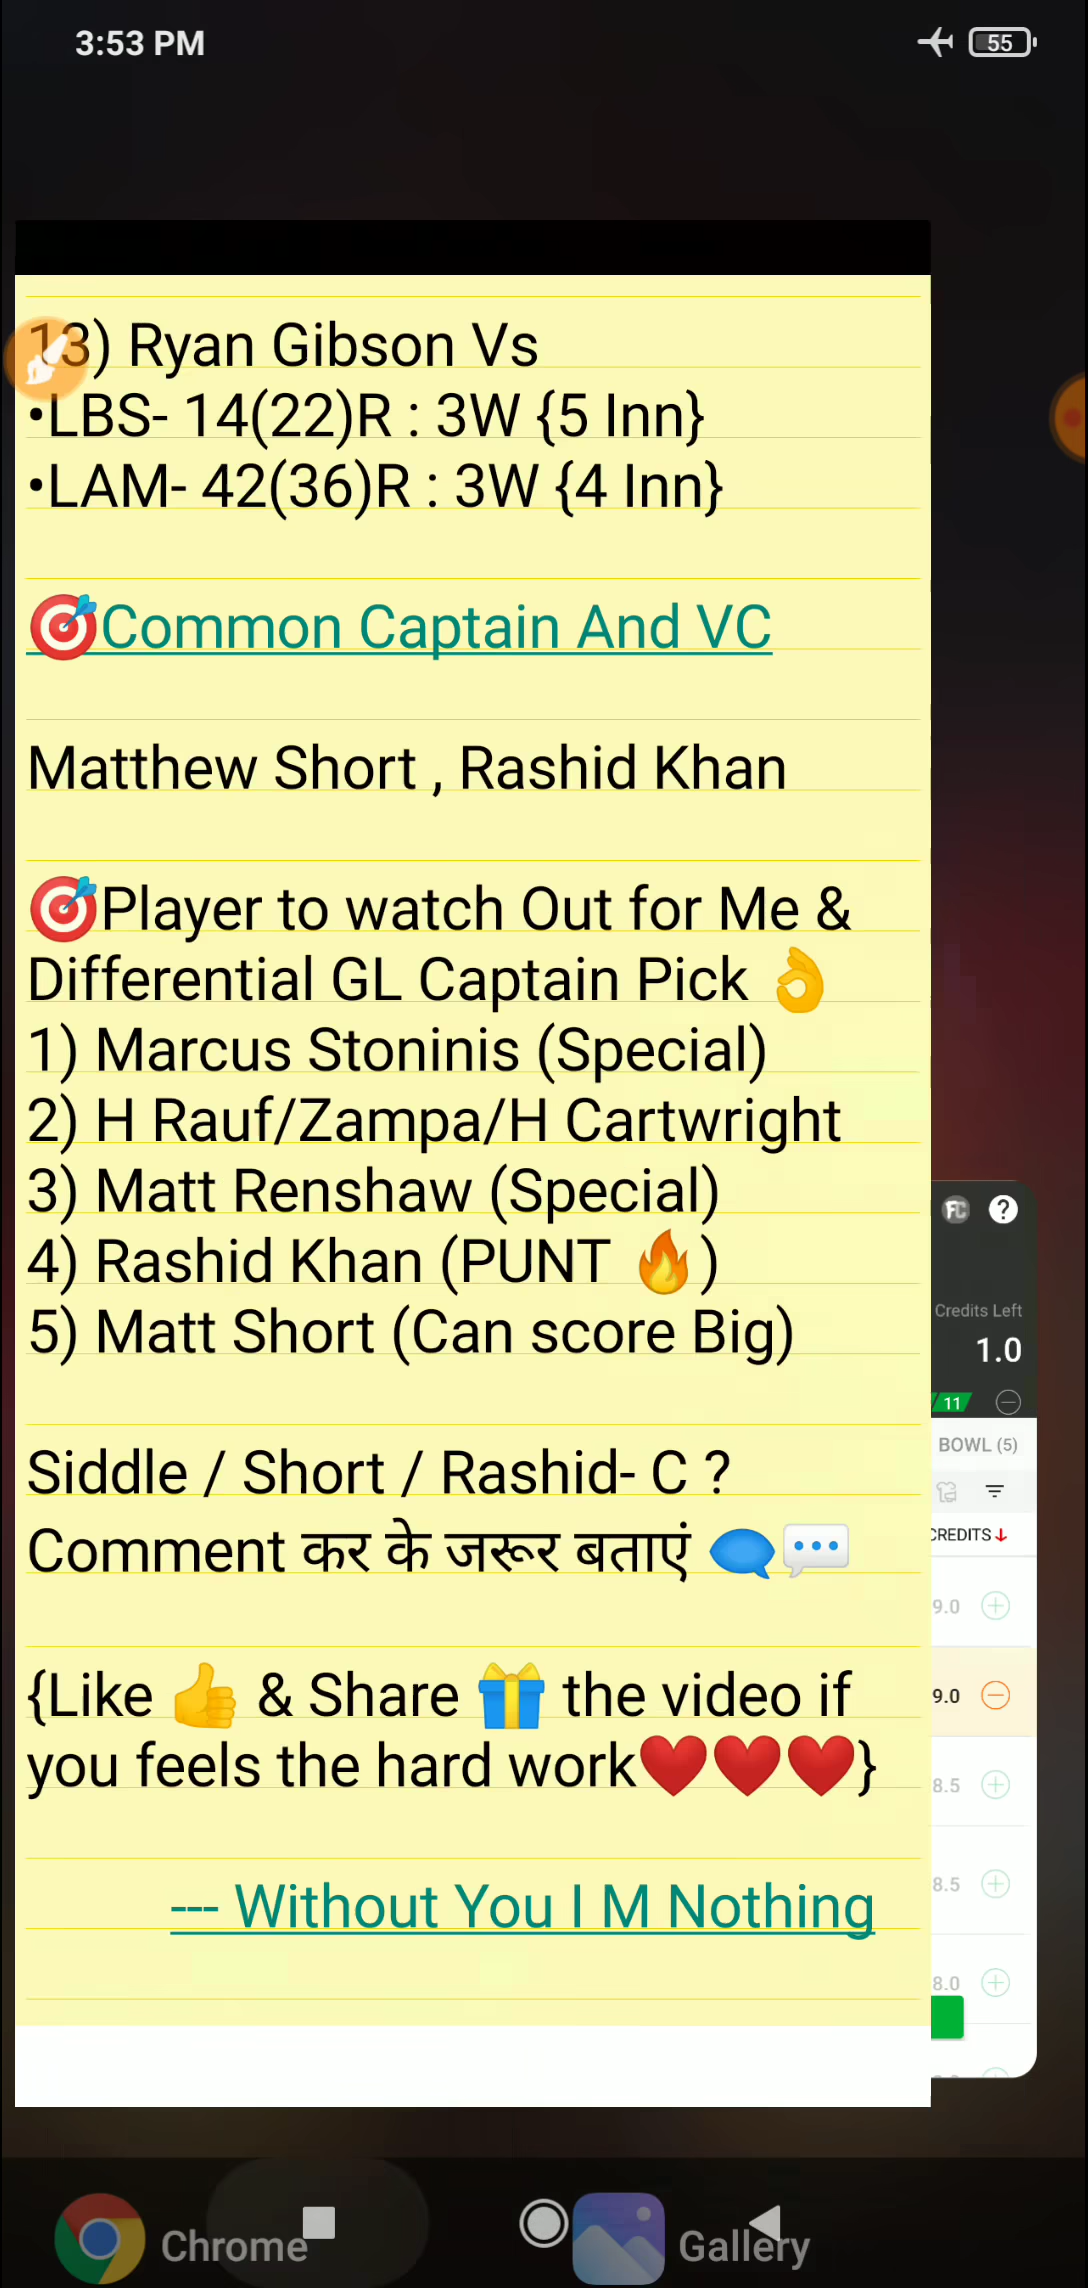 3:53 PM
55
13) Ryan Gibson Vs
•LBS- 14(22)R : 3W {5 Inn}
•LAM- 42(36)R : 3W {4 Inn}
🎯Common Captain And VC
Matthew Short , Rashid Khan
🎯Player to watch Out for Me &
Differential GL Captain Pick 👌
1) Marcus Stoninis (Special)
2) H Rauf/Zampa/H Cartwright
3) Matt Renshaw (Special)
4) Rashid Khan (PUNT 🔥)
5) Matt Short (Can score Big)
Siddle / Short / Rashid- C ?
Comment कर के जरूर बताएं 🗨💬
{Like 👍 & Share 🎁 the video if
you feels the hard work❤❤❤}
--- Without You I M Nothing
FC ?
Credits Left
1.0
11
BOWL (5)
CREDITS↓
9.0
9.0
8.5
8.5
8.0
Chrome
Gallery